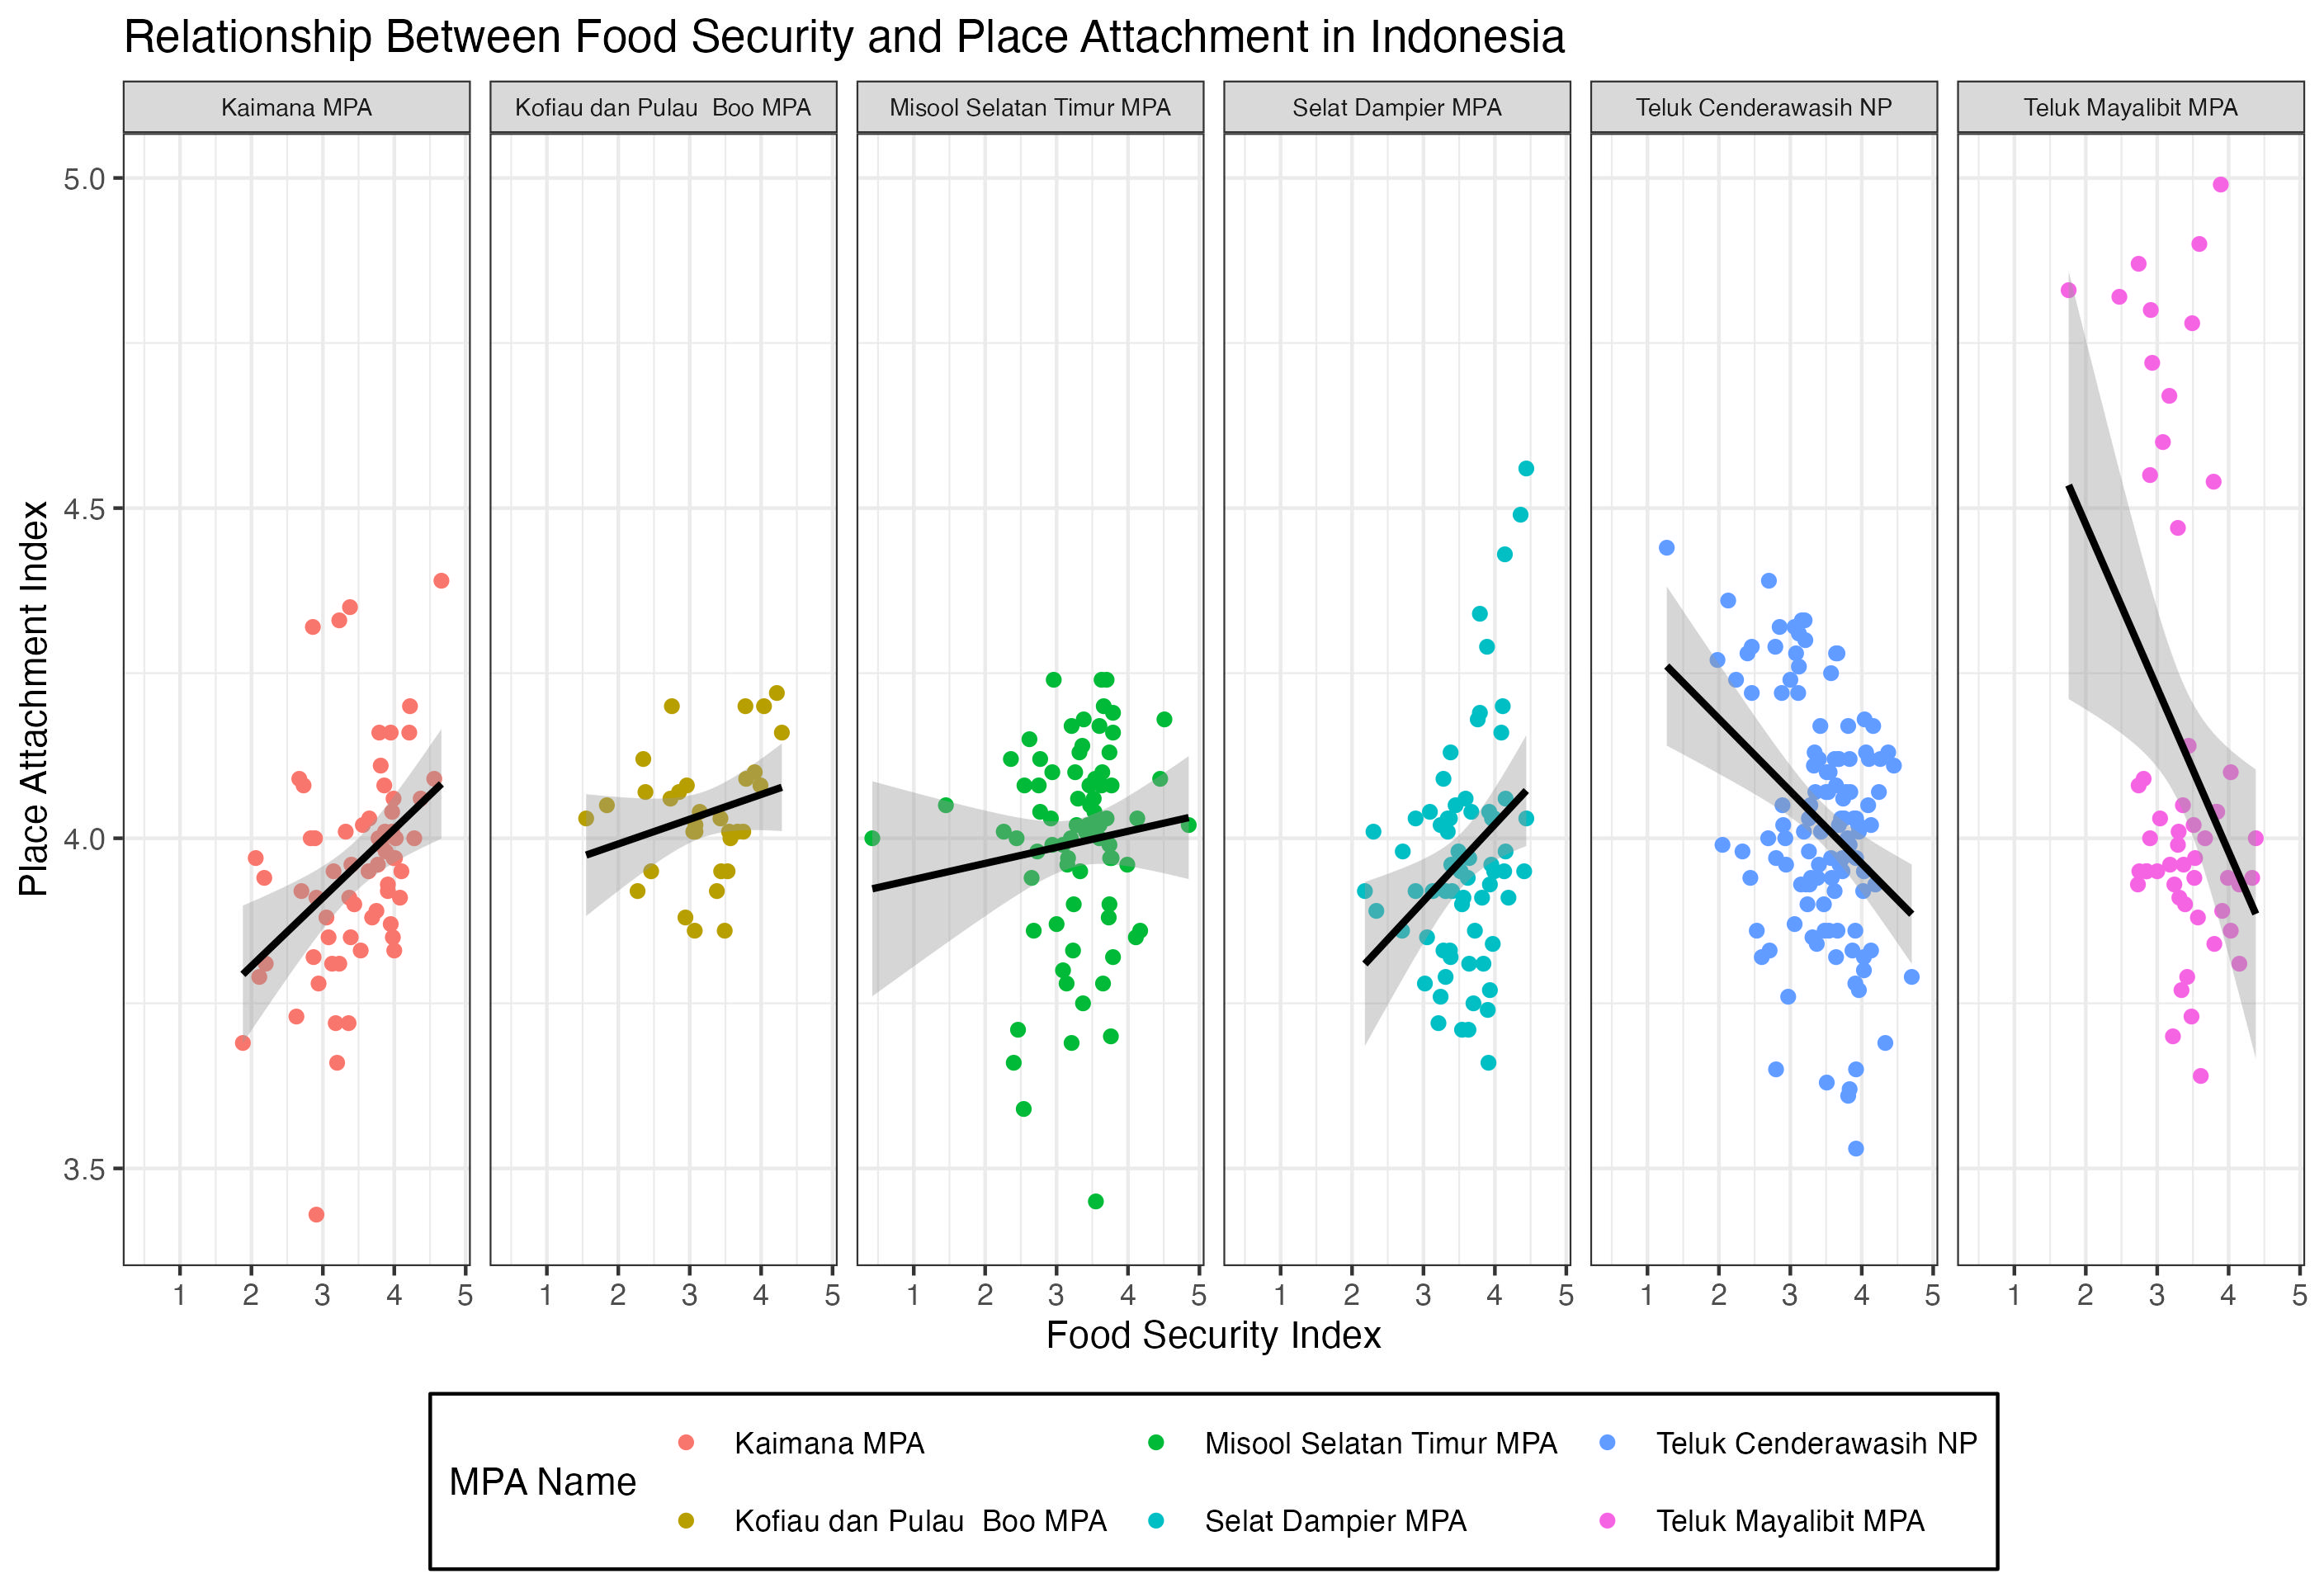 Relationship Between Food Security and Place Attachment in Indonesia
Kaimana MPA Kofiau dan Pulau  Boo MPA Misool Selatan Timur MPA Selat Dampier MPA Teluk Cenderawasih NP Teluk Mayalibit MPA
Place Attachment Index
5.0
4.5
4.0
3.5
1 2 3 4 5 1 2 3 4 5 1 2 3 4 5 1 2 3 4 5 1 2 3 4 5 1 2 3 4 5
Food Security Index
MPA Name
Kaimana MPA Misool Selatan Timur MPA Teluk Cenderawasih NP
Kofiau dan Pulau  Boo MPA Selat Dampier MPA Teluk Mayalibit MPA